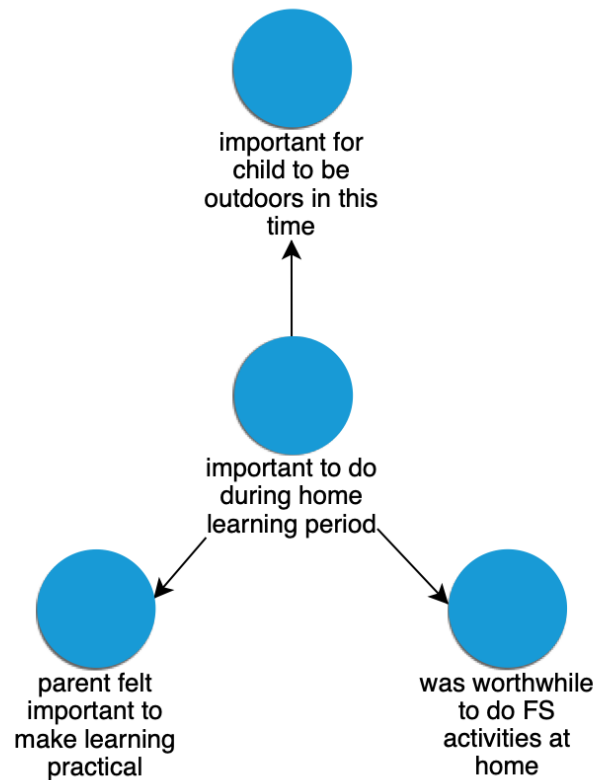 important for
child to be
outdoors in this
time
important to do
during home
learning period
parent felt
important to
make learning
practical
was worthwhile
to do FS
activities at
home